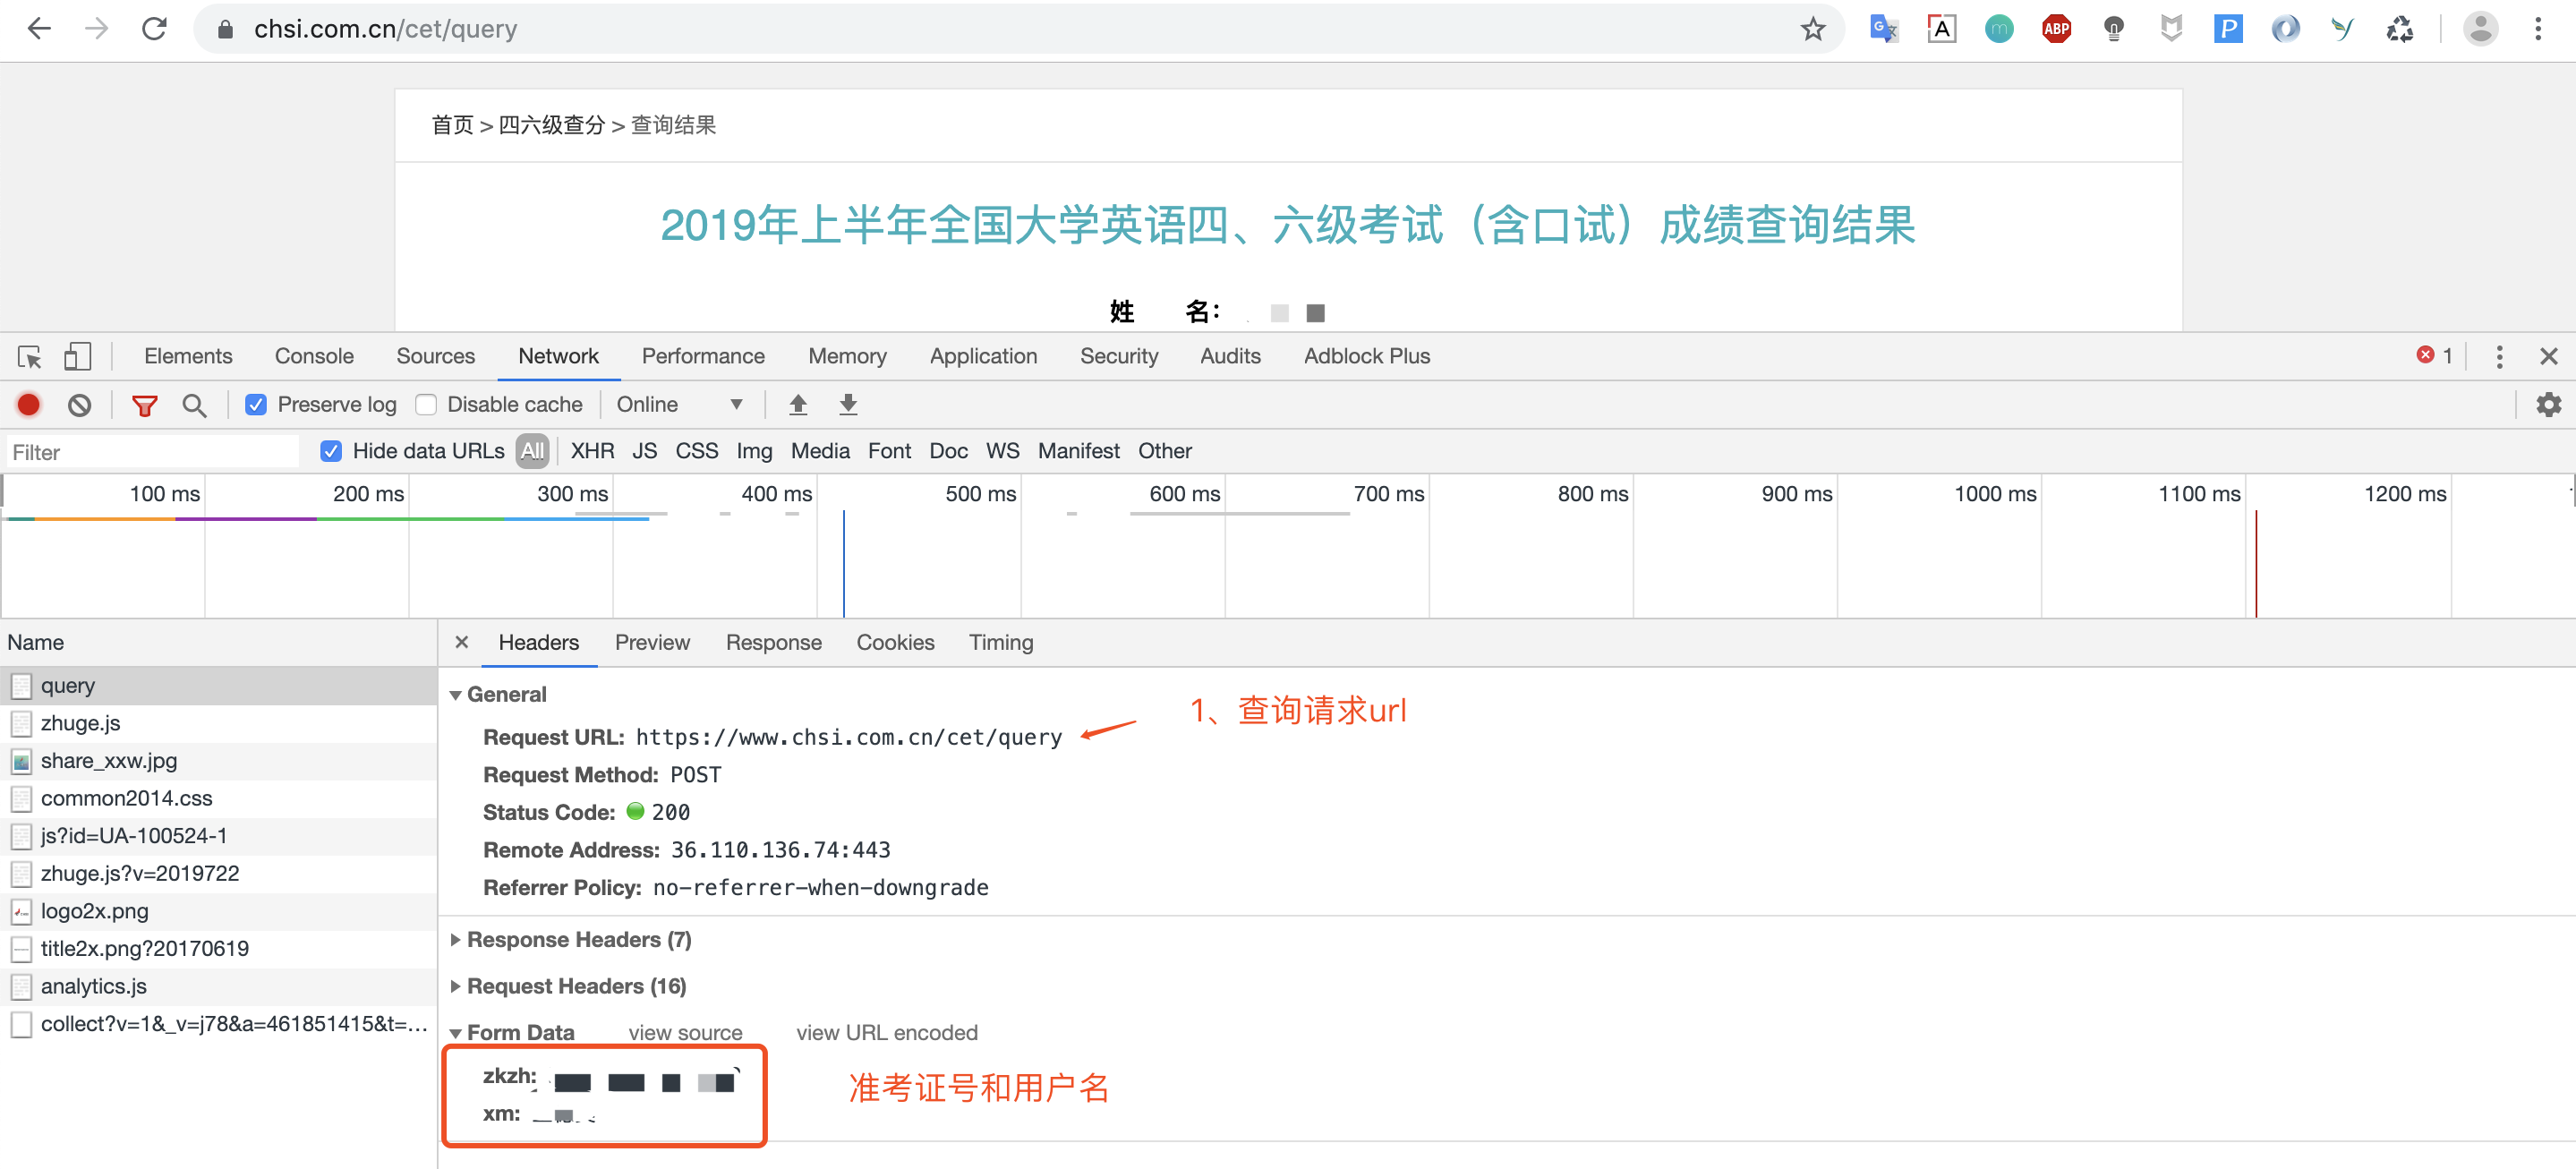 chsi.com.cn/cet/query
首页 > 四六级查分 > 查询结果
2019年上半年全国大学英语四、六级考试（含口试）成绩查询结果
姓 名：
Elements Console Sources Network Performance Memory Application Security Audits Adblock Plus 1
Preserve log Disable cache Online
Filter Hide data URLs All XHR JS CSS Img Media Font Doc WS Manifest Other
100 ms 200 ms 300 ms 400 ms 500 ms 600 ms 700 ms 800 ms 900 ms 1000 ms 1100 ms 1200 ms
Name
Headers Preview Response Cookies Timing
query
zhuge.js
share_xxw.jpg
common2014.css
js?id=UA-100524-1
zhuge.js?v=2019722
logo2x.png
title2x.png?20170619
analytics.js
collect?v=1&_v=j78&a=461851415&t=...
General
1、查询请求url
Request URL: https://www.chsi.com.cn/cet/query
Request Method: POST
Status Code: 200
Remote Address: 36.110.136.74:443
Referrer Policy: no-referrer-when-downgrade
Response Headers (7)
Request Headers (16)
Form Data view source view URL encoded
zkzh:
准考证号和用户名
xm: